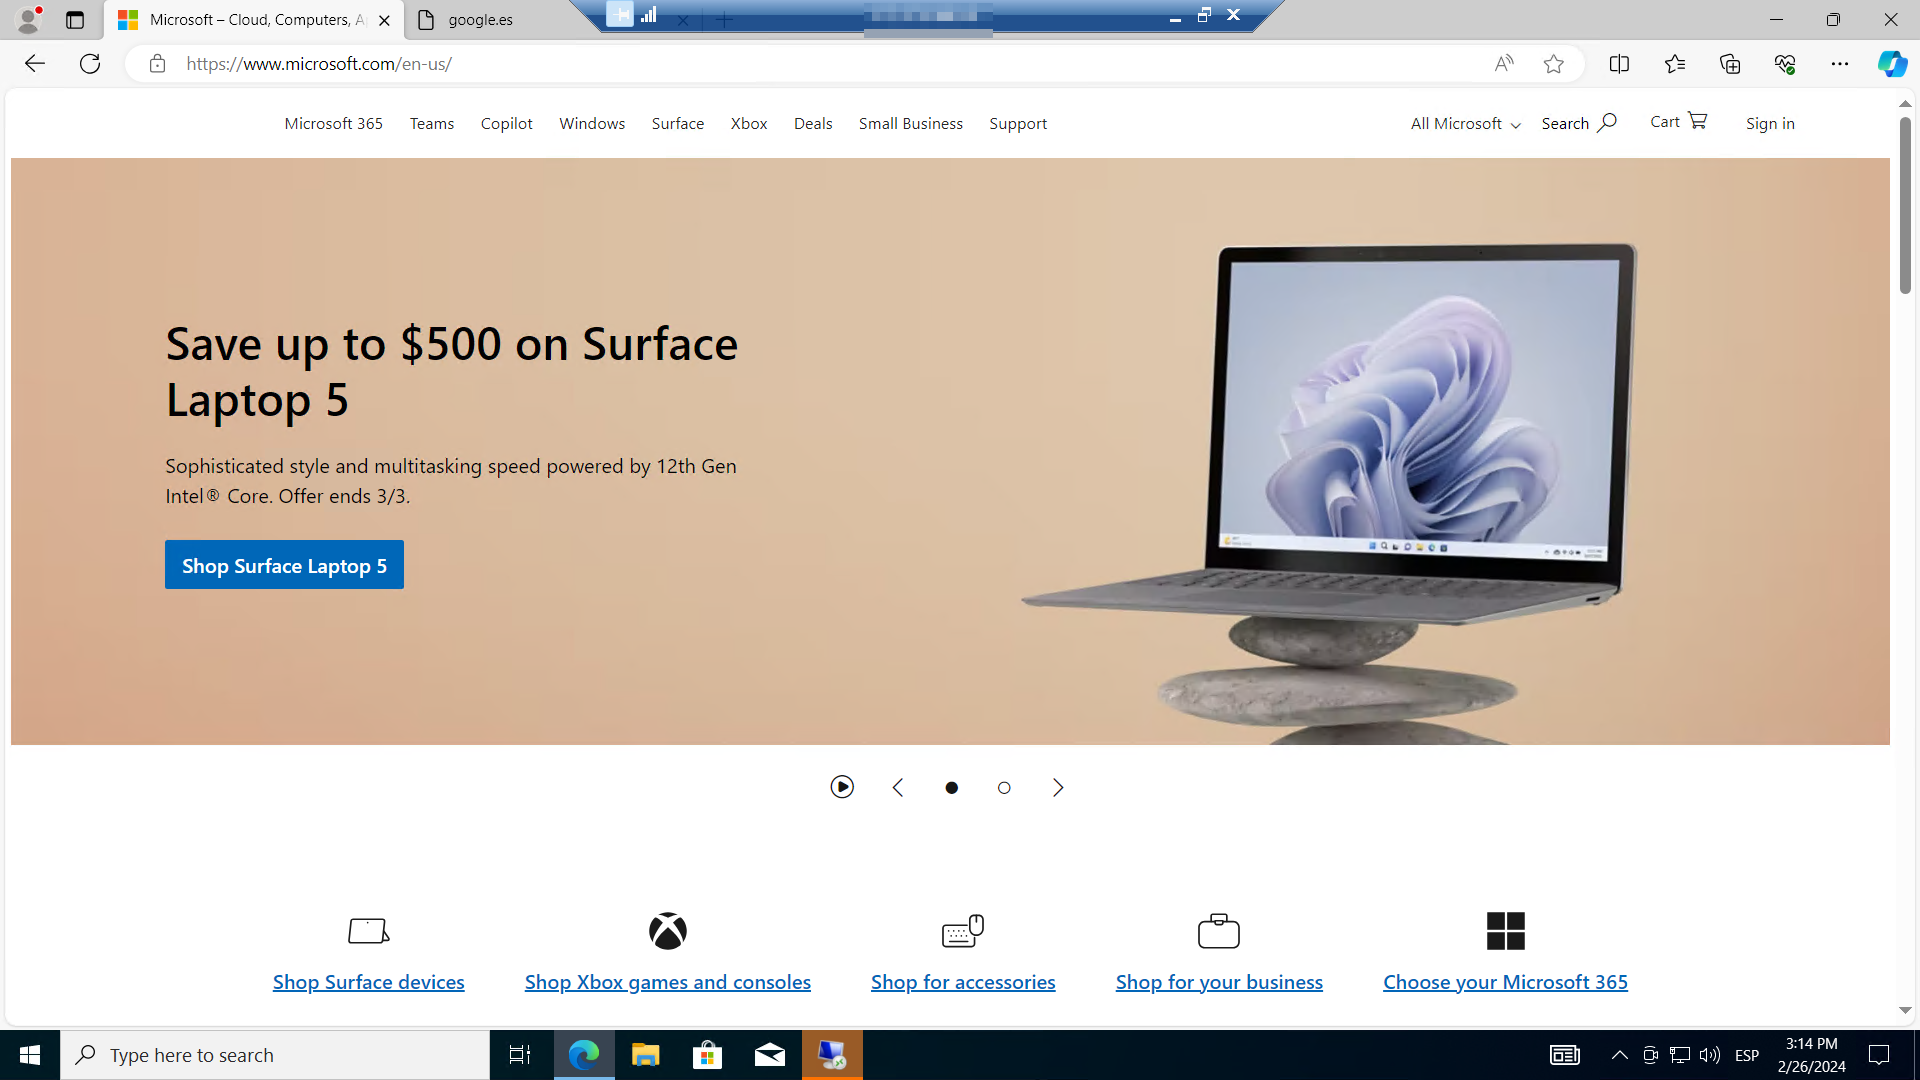 Microsoft – Cloud, Computers, A
google.es
https://www.microsoft.com/en-us/
Microsoft 365 Teams Copilot Windows Surface Xbox Deals Small Business Support All Microsoft Search Cart Sign in
Save up to $500 on Surface
Laptop 5
Sophisticated style and multitasking speed powered by 12th Gen
Intel® Core. Offer ends 3/3.
Shop Surface Laptop 5
Shop Surface devices Shop Xbox games and consoles Shop for accessories Shop for your business Choose your Microsoft 365
Type here to search
ESP
3:14 PM
2/26/2024